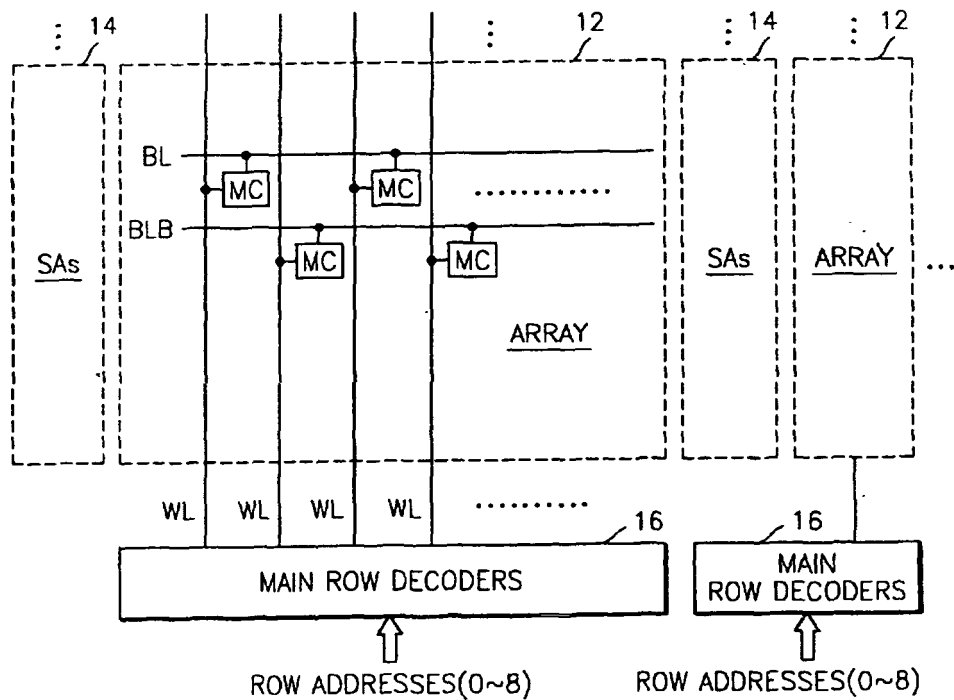 14 12 14 12
BL
MC MC
BLB
MC MC
SAs SAs ARRAY
ARRAY
WL WL WL WL
16 16
MAIN ROW DECODERS
MAIN
ROW DECODERS
ROW ADDRESSES(0~8) ROW ADDRESSES(0~8)